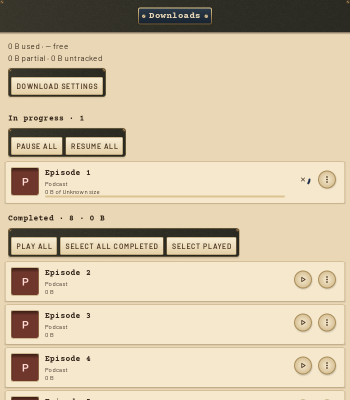 Downloads
0 B used · — free
0 B partial · 0 B untracked
DOWNLOAD SETTINGS
In progress · 1
PAUSE ALL RESUME ALL
P
Episode 1
Podcast
0 B of Unknown size
Completed · 8 · 0 B
PLAY ALL SELECT ALL COMPLETED SELECT PLAYED
P
Episode 2
Podcast
0 B
P
Episode 3
Podcast
0 B
P
Episode 4
Podcast
0 B